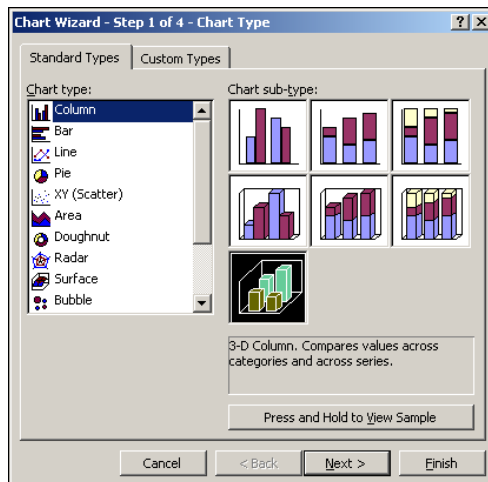 Chart Wizard - Step 1 of 4 - Chart Type
Standard Types
Custom Types
Chart type:
Column
Bar
Line
Pie
XY (Scatter)
Area
Doughnut
Radar
Surface
Bubble
Chart sub-type:
3-D Column. Compares values across
categories and across series.
Press and Hold to View Sample
Cancel
< Back
Next >
Finish